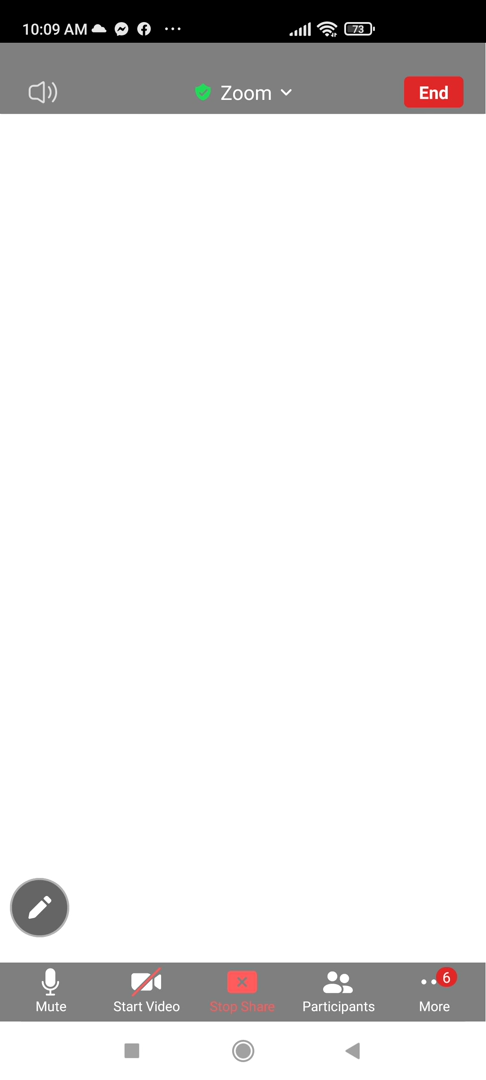 10:09 AM
73
Zoom
End
6
Mute
Start Video
Stop Share
Participants
More